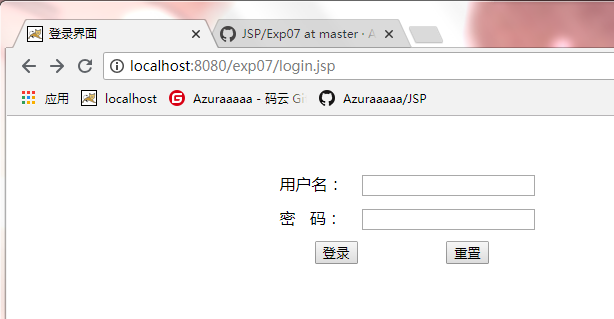 登录界面 JSP/Exp07 at master · A
localhost:8080/exp07/login.jsp
应用 localhost Azuraaaaa - 码云 Gi Azuraaaaa/JSP
用户名：
密 码：
登录 重置